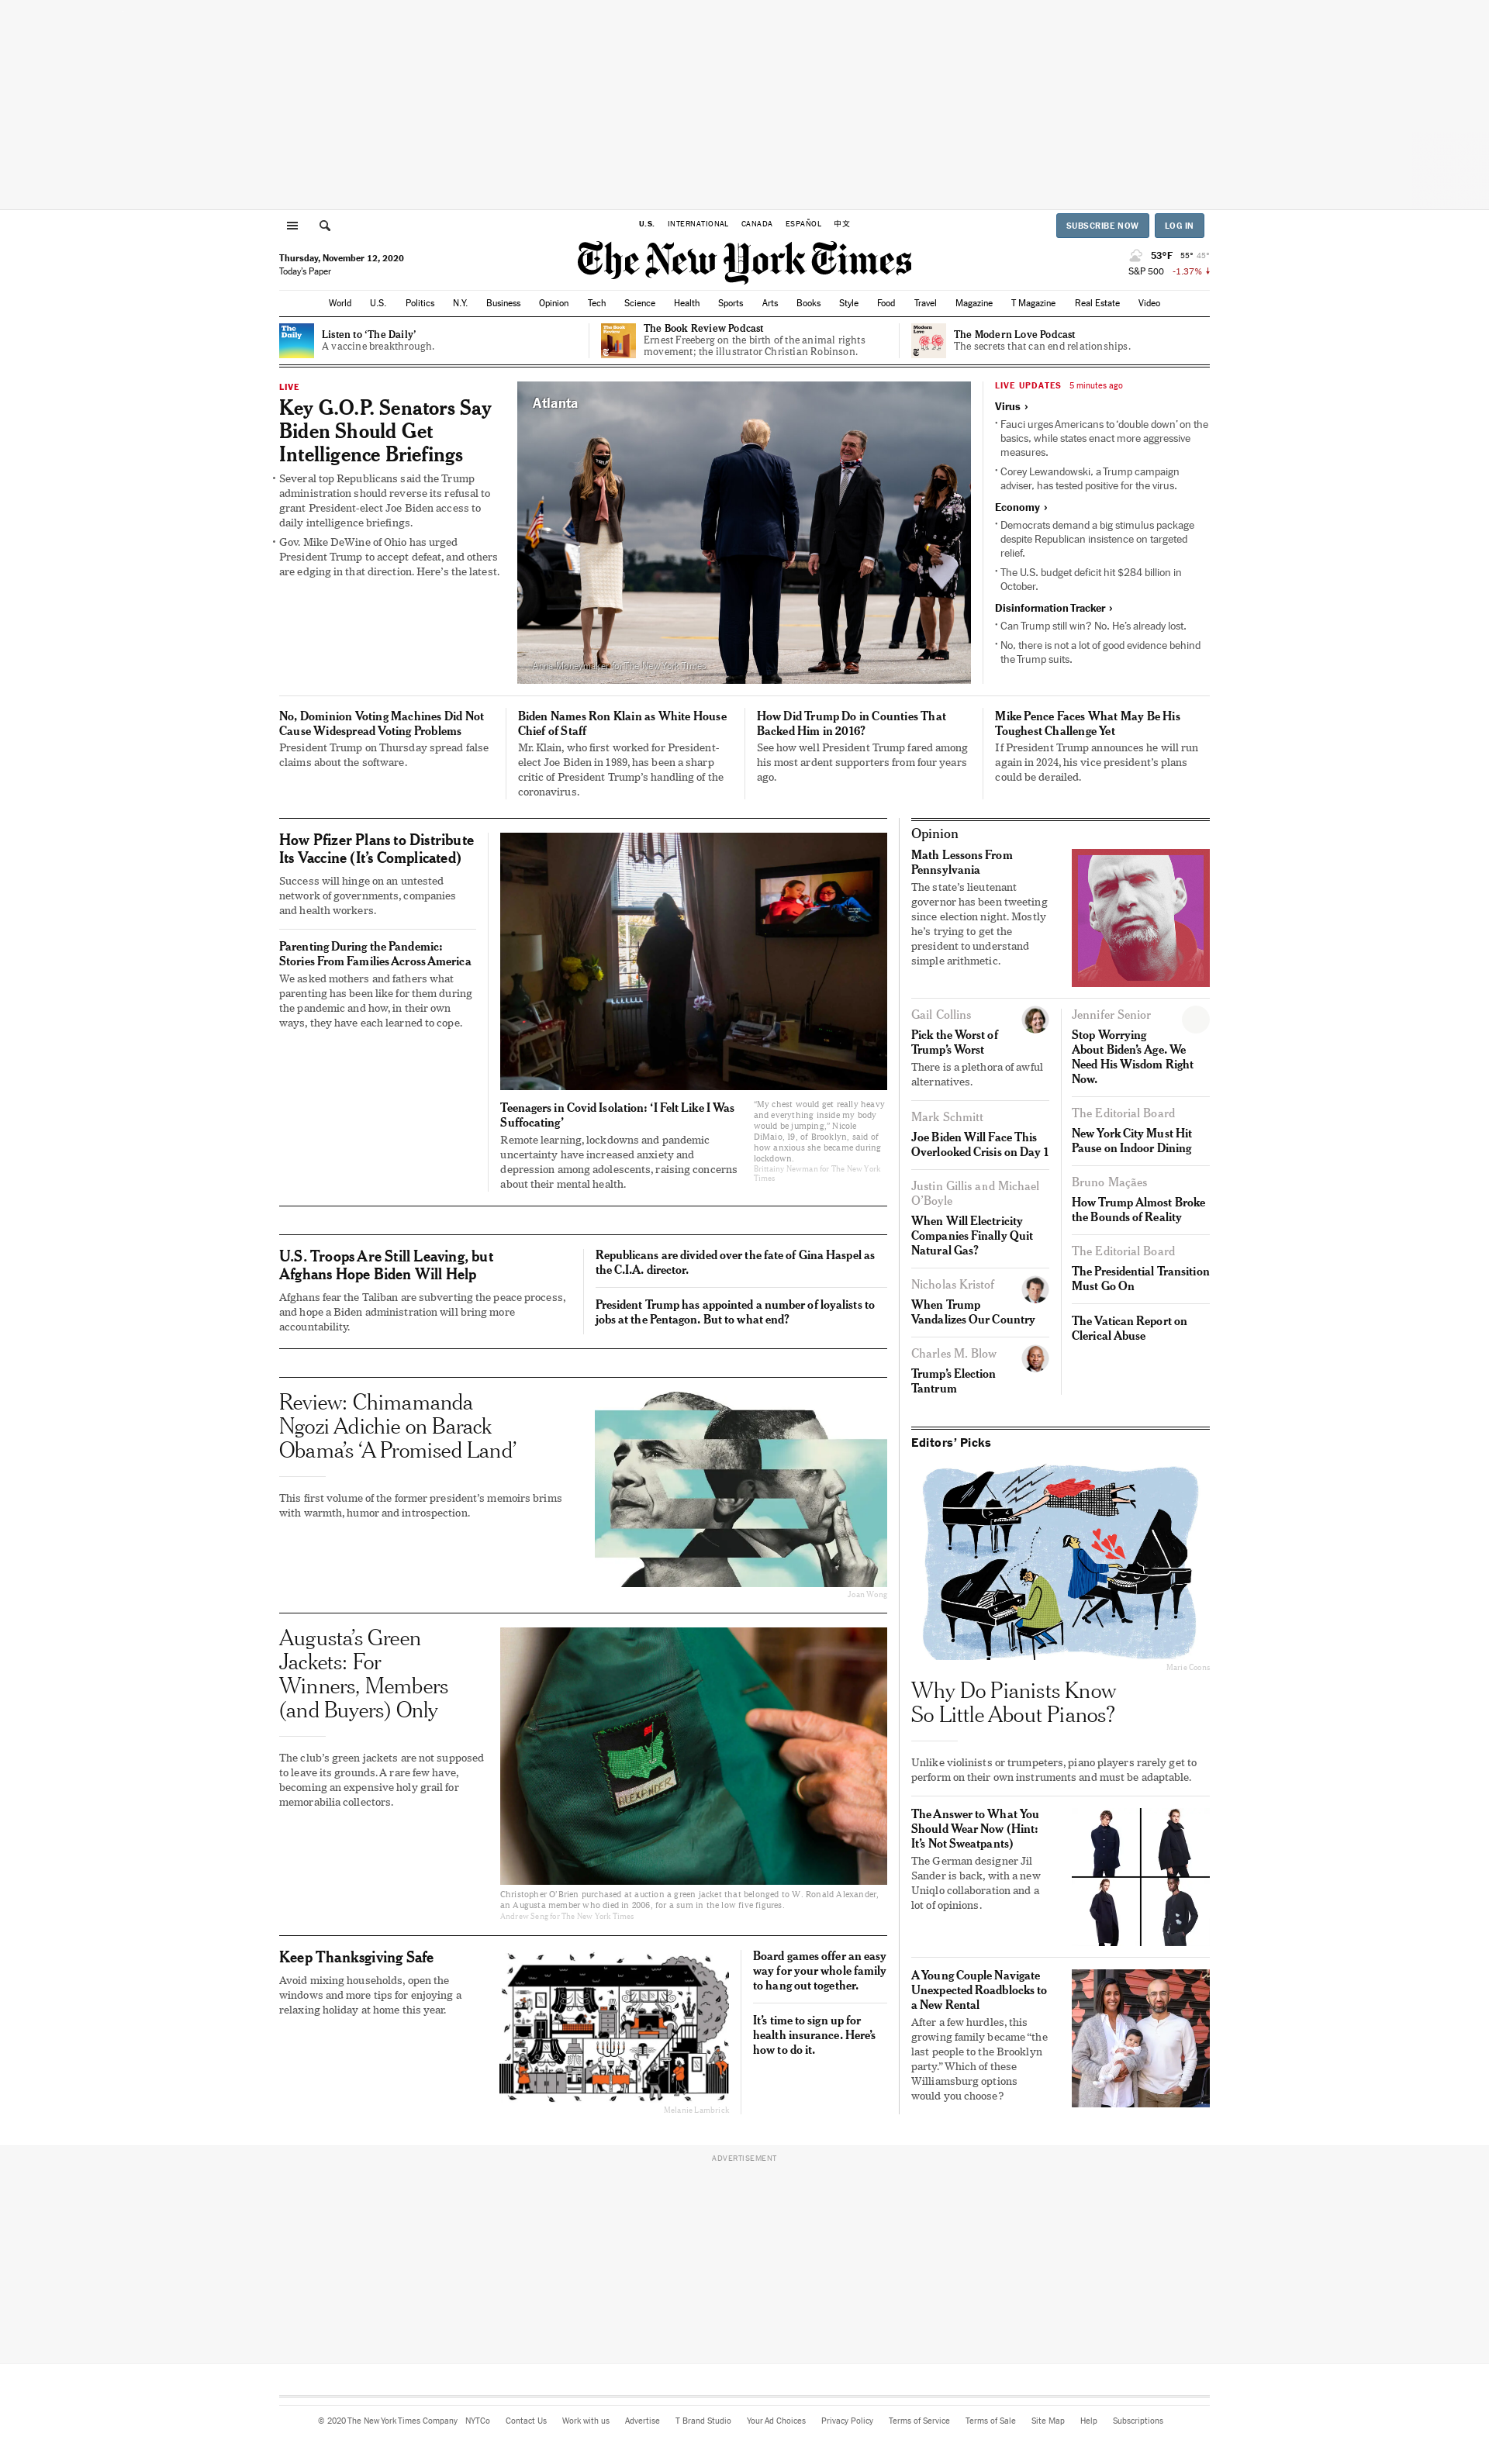 U.S. INTERNATIONAL CANADA ESPAÑOL 中文
SUBSCRIBE NOW LOG IN
Thursday, November 12, 2020
Today's Paper
The New York Times
53°F 55° 45°
S&P 500 -1.37%
World U.S. Politics N.Y. Business Opinion Tech Science Health Sports Arts Books Style Food Travel Magazine T Magazine Real Estate Video
The
Daily
Listen to ‘The Daily’
A vaccine breakthrough.
The Book
Review
The Book Review Podcast
Ernest Freeberg on the birth of the animal rights
movement; the illustrator Christian Robinson.
Modern
Love
The Modern Love Podcast
The secrets that can end relationships.
LIVE
Key G.O.P. Senators Say
Biden Should Get
Intelligence Briefings
Several top Republicans said the Trump
administration should reverse its refusal to
grant President-elect Joe Biden access to
daily intelligence briefings.
Gov. Mike DeWine of Ohio has urged
President Trump to accept defeat, and others
are edging in that direction. Here’s the latest.
Atlanta
Anna Moneymaker for The New York Times
LIVE UPDATES 5 minutes ago
Virus ›
Fauci urges Americans to ‘double down’ on the
basics, while states enact more aggressive
measures.
Corey Lewandowski, a Trump campaign
adviser, has tested positive for the virus.
Economy ›
Democrats demand a big stimulus package
despite Republican insistence on targeted
relief.
The U.S. budget deficit hit $284 billion in
October.
Disinformation Tracker ›
Can Trump still win? No. He’s already lost.
No, there is not a lot of good evidence behind
the Trump suits.
No, Dominion Voting Machines Did Not
Cause Widespread Voting Problems
President Trump on Thursday spread false
claims about the software.
Biden Names Ron Klain as White House
Chief of Staff
Mr. Klain, who first worked for President-
elect Joe Biden in 1989, has been a sharp
critic of President Trump’s handling of the
coronavirus.
How Did Trump Do in Counties That
Backed Him in 2016?
See how well President Trump fared among
his most ardent supporters from four years
ago.
Mike Pence Faces What May Be His
Toughest Challenge Yet
If President Trump announces he will run
again in 2024, his vice president’s plans
could be derailed.
How Pfizer Plans to Distribute
Its Vaccine (It’s Complicated)
Success will hinge on an untested
network of governments, companies
and health workers.
Parenting During the Pandemic:
Stories From Families Across America
We asked mothers and fathers what
parenting has been like for them during
the pandemic and how, in their own
ways, they have each learned to cope.
Teenagers in Covid Isolation: ‘I Felt Like I Was
Suffocating’
Remote learning, lockdowns and pandemic
uncertainty have increased anxiety and
depression among adolescents, raising concerns
about their mental health.
“My chest would get really heavy
and everything inside my body
would be jumping,” Nicole
DiMaio, 19, of Brooklyn, said of
how anxious she became during
lockdown.
Brittainy Newman for The New York
Times
U.S. Troops Are Still Leaving, but
Afghans Hope Biden Will Help
Afghans fear the Taliban are subverting the peace process,
and hope a Biden administration will bring more
accountability.
Republicans are divided over the fate of Gina Haspel as
the C.I.A. director.
President Trump has appointed a number of loyalists to
jobs at the Pentagon. But to what end?
Review: Chimamanda
Ngozi Adichie on Barack
Obama’s ‘A Promised Land’
This first volume of the former president’s memoirs brims
with warmth, humor and introspection.
Joan Wong
Augusta’s Green
Jackets: For
Winners, Members
(and Buyers) Only
The club’s green jackets are not supposed
to leave its grounds. A rare few have,
becoming an expensive holy grail for
memorabilia collectors.
ALEXANDER
Christopher O’Brien purchased at auction a green jacket that belonged to W. Ronald Alexander,
an Augusta member who died in 2006, for a sum in the low five figures.
Andrew Seng for The New York Times
Keep Thanksgiving Safe
Avoid mixing households, open the
windows and more tips for enjoying a
relaxing holiday at home this year.
Melanie Lambrick
Board games offer an easy
way for your whole family
to hang out together.
It’s time to sign up for
health insurance. Here’s
how to do it.
Opinion
Math Lessons From
Pennsylvania
The state’s lieutenant
governor has been tweeting
since election night. Mostly
he’s trying to get the
president to understand
simple arithmetic.
Gail Collins
Pick the Worst of
Trump’s Worst
There is a plethora of awful
alternatives.
Mark Schmitt
Joe Biden Will Face This
Overlooked Crisis on Day 1
Justin Gillis and Michael
O’Boyle
When Will Electricity
Companies Finally Quit
Natural Gas?
Nicholas Kristof
When Trump
Vandalizes Our Country
Charles M. Blow
Trump’s Election
Tantrum
Jennifer Senior
Stop Worrying
About Biden’s Age. We
Need His Wisdom Right
Now.
The Editorial Board
New York City Must Hit
Pause on Indoor Dining
Bruno Maçães
How Trump Almost Broke
the Bounds of Reality
The Editorial Board
The Presidential Transition
Must Go On
The Vatican Report on
Clerical Abuse
Editors’ Picks
Marie Coons
Why Do Pianists Know
So Little About Pianos?
Unlike violinists or trumpeters, piano players rarely get to
perform on their own instruments and must be adaptable.
The Answer to What You
Should Wear Now (Hint:
It’s Not Sweatpants)
The German designer Jil
Sander is back, with a new
Uniqlo collaboration and a
lot of opinions.
A Young Couple Navigate
Unexpected Roadblocks to
a New Rental
After a few hurdles, this
growing family became “the
last people to the Brooklyn
party.” Which of these
Williamsburg options
would you choose?
ADVERTISEMENT
© 2020 The New York Times Company NYTCo Contact Us Work with us Advertise T Brand Studio Your Ad Choices Privacy Policy Terms of Service Terms of Sale Site Map Help Subscriptions